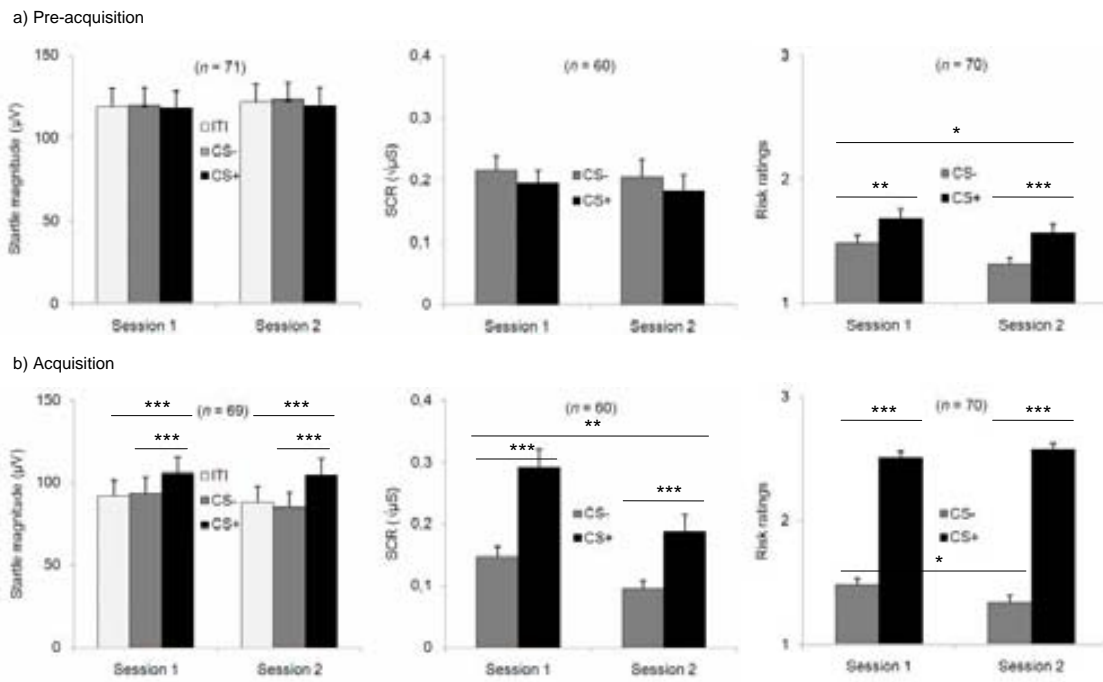 a) Pre-acquisition
150
100
50
0
Startle magnitude (µV)
(n = 71)
ITI
CS-
CS+
Session 1
Session 2
0,4
0,3
0,2
0,1
0
SCR (√µS)
(n = 60)
CS-
CS+
Session 1
Session 2
3
2
1
Risk ratings
(n = 70)
*
**
***
CS-
CS+
Session 1
Session 2
b) Acquisition
150
100
50
0
Startle magnitude (µV)
*** ***
(n = 69)
*** ***
ITI
CS-
CS+
Session 1
Session 2
0,4
0,3
0,2
0,1
0
SCR (√µS)
(n = 60)
**
***
***
CS-
CS+
Session 1
Session 2
3
2
1
Risk ratings
*** (n = 70) ***
CS-
CS+
*
Session 1
Session 2